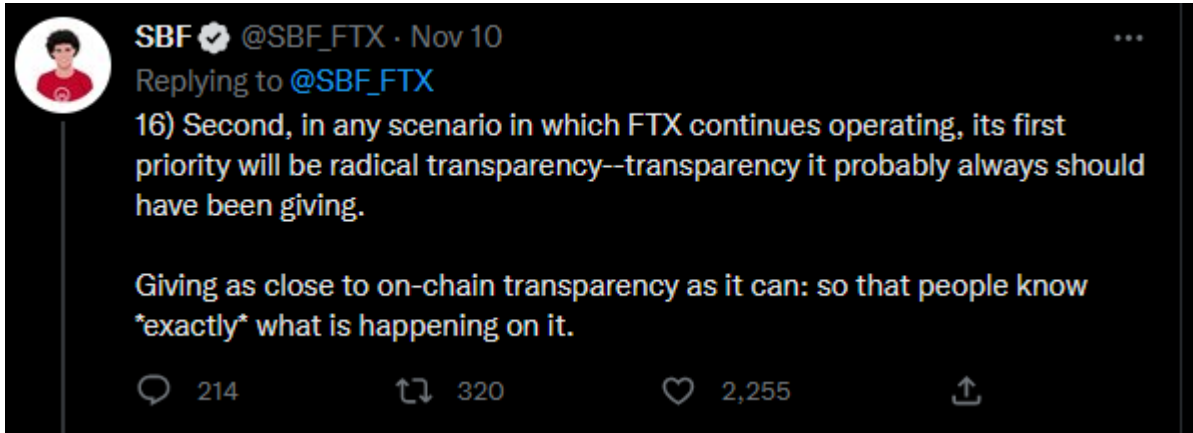 SBF @SBF_FTX · Nov 10
Replying to @SBF_FTX
16) Second, in any scenario in which FTX continues operating, its first
priority will be radical transparency--transparency it probably always should
have been giving.
Giving as close to on-chain transparency as it can: so that people know
*exactly* what is happening on it.
214 320 2,255